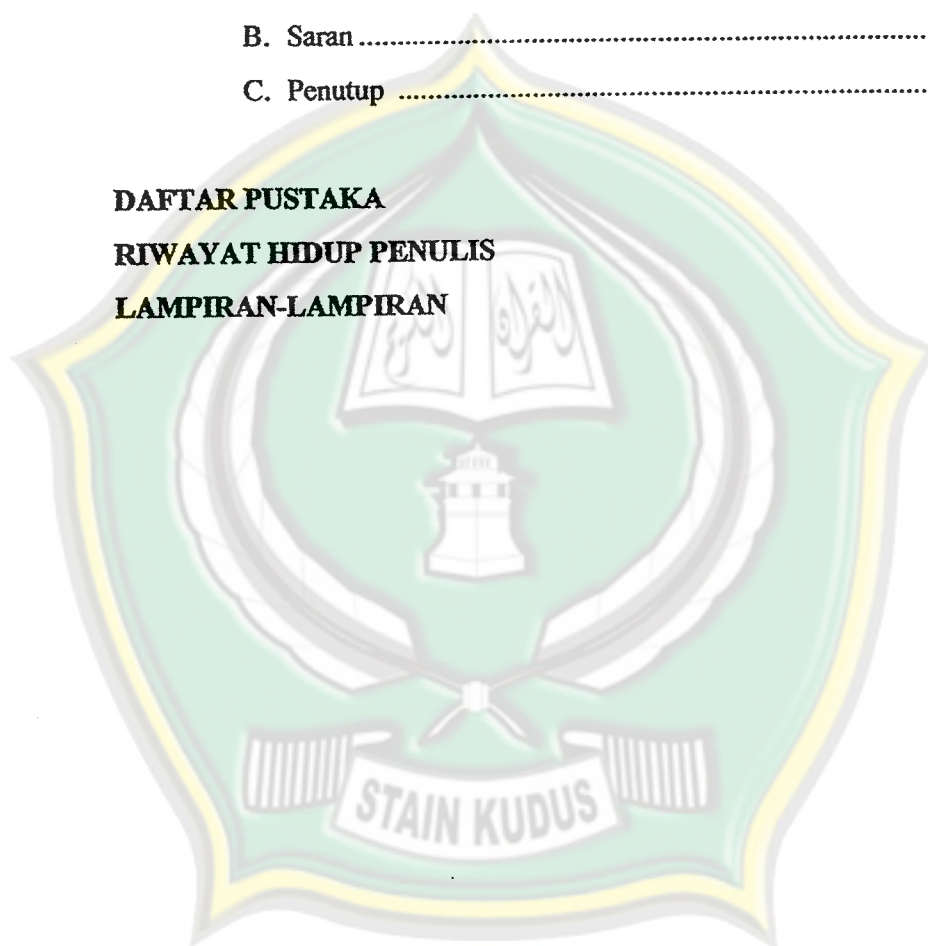 B. Saran ................................................................
C. Penutup ................................................................
DAFTAR PUSTAKA
RIWAYAT HIDUP PENULIS
LAMPIRAN-LAMPIRAN
STAIN KUDUS